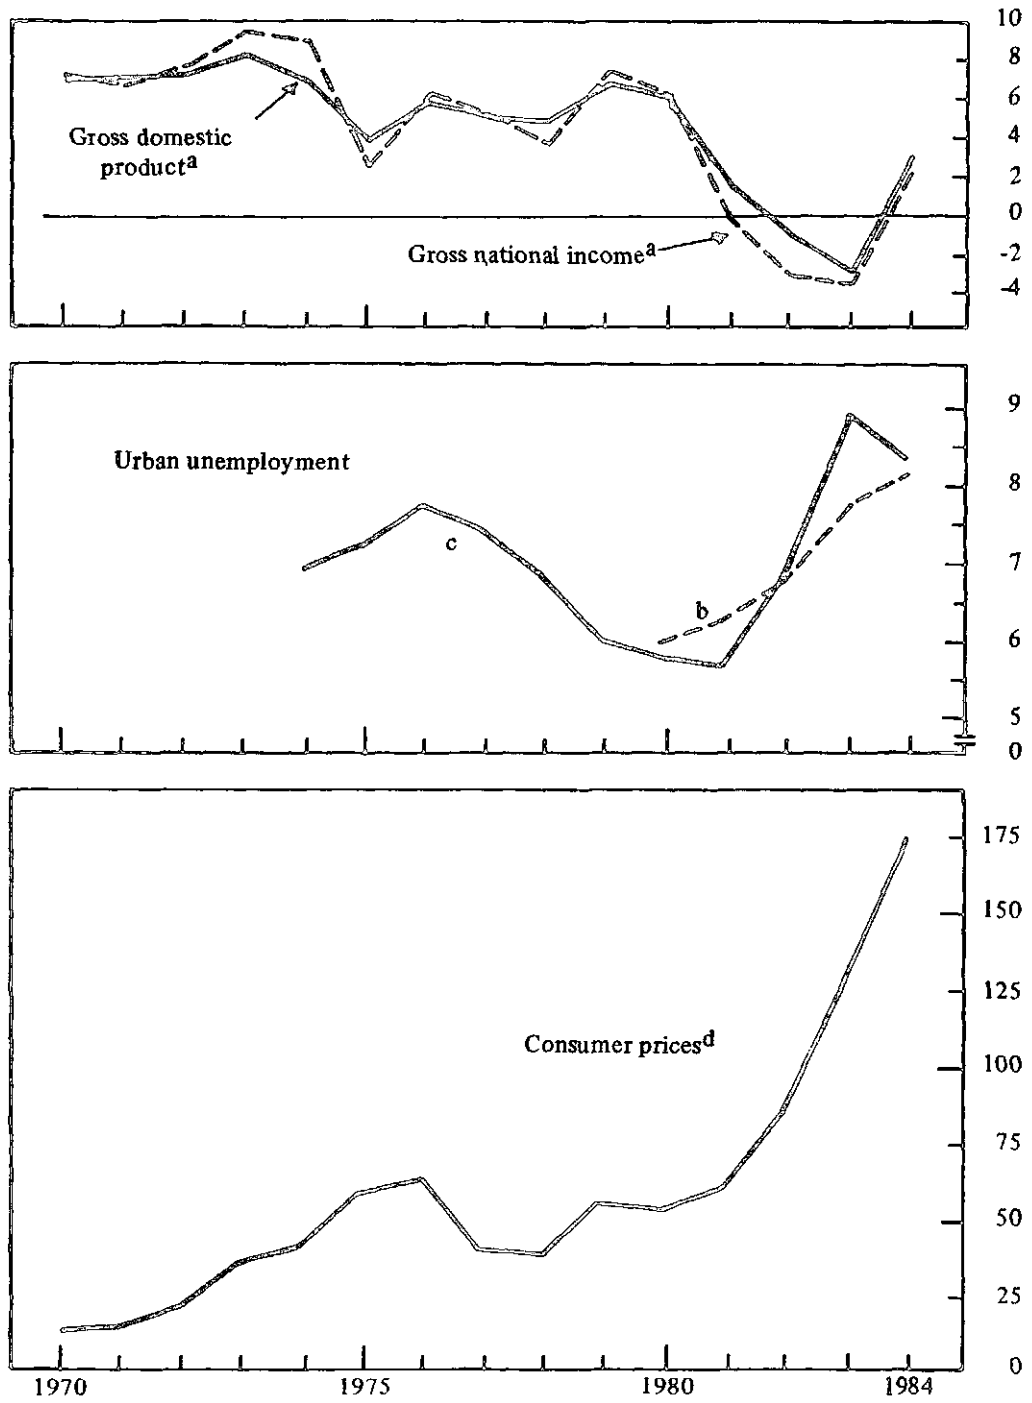 10
8
6
Gross domestic
product^a
4
2
0
Gross national income^a
-2
-4
9
Urban unemployment
8
c
7
b
6
5
0
175
150
125
Consumer prices^d
100
75
50
25
0
1970 1975 1980 1984